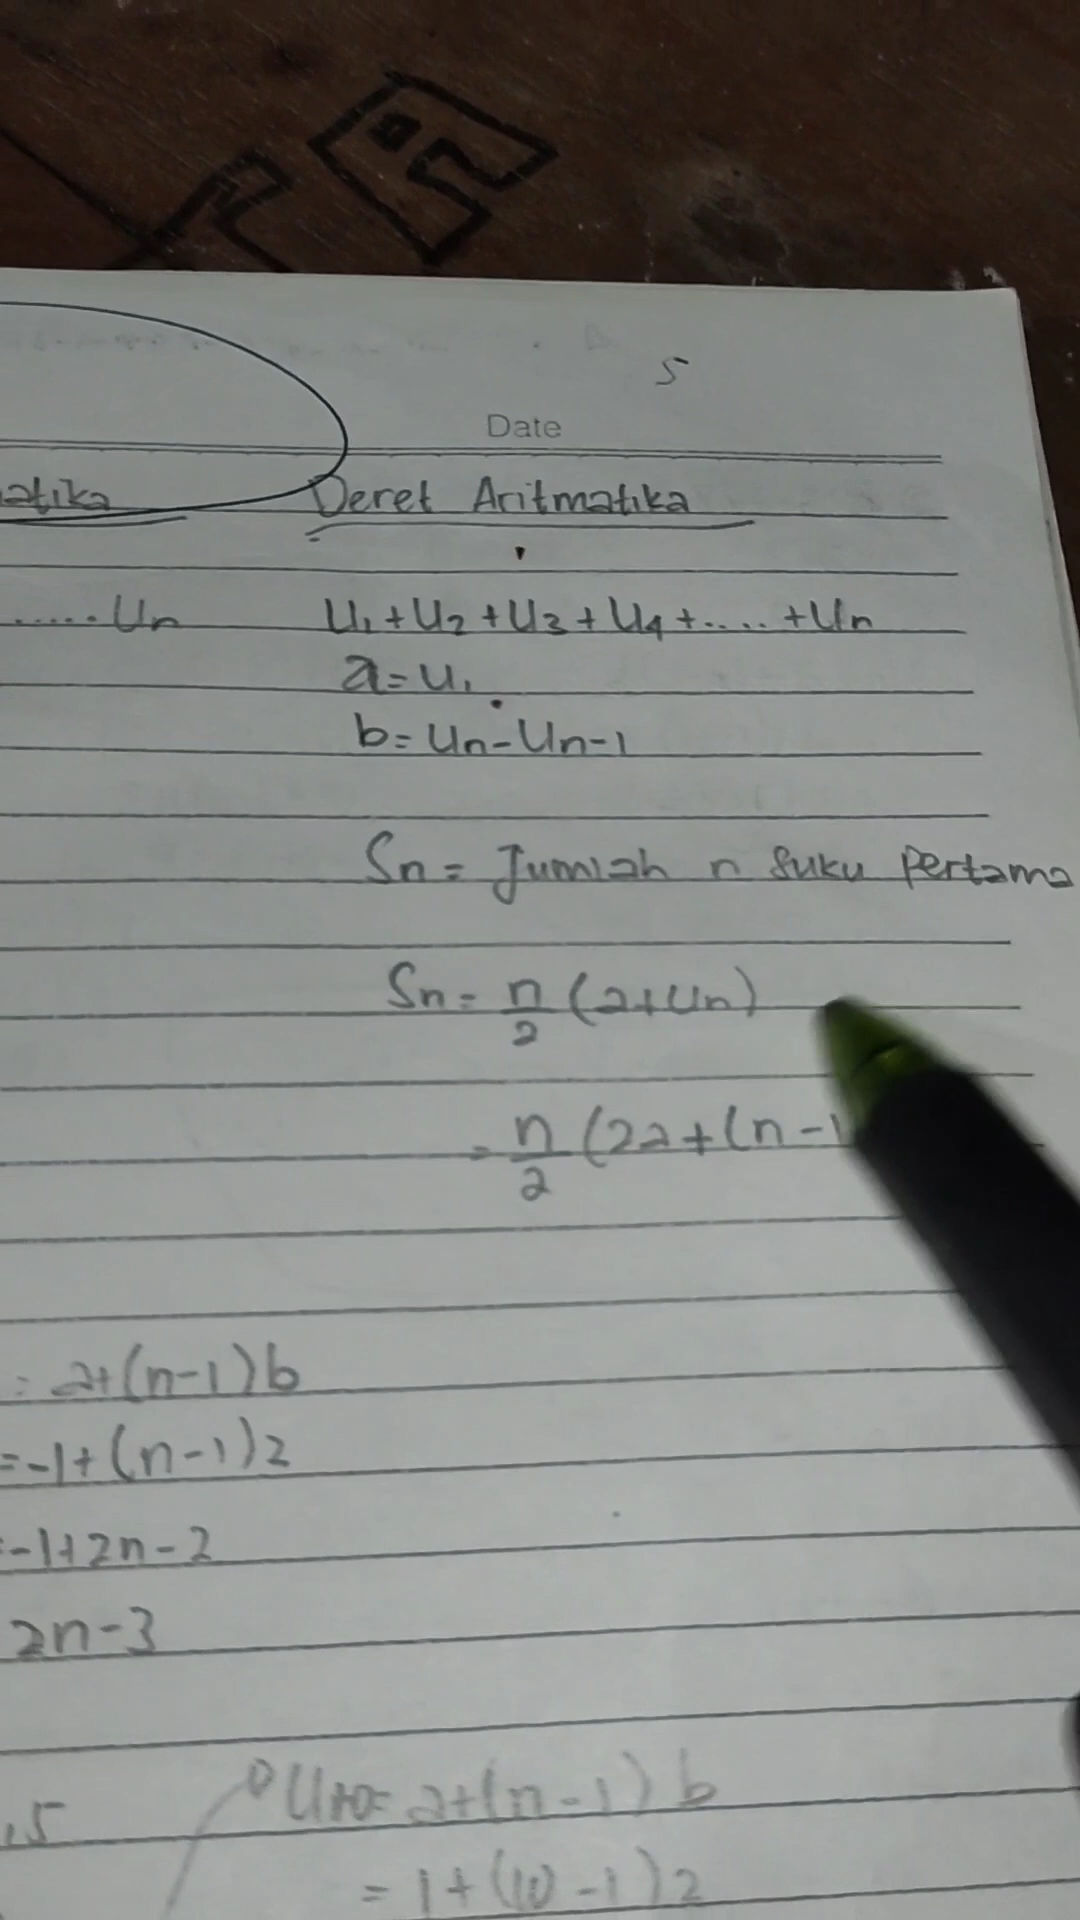 5
Date
atika Deret Aritmatika
......Un U₁+U₂+U₃+U₄+.....+Un
a=U₁
b=Un-Un-1
Sn= Jumlah n suku Pertama
Sn= n/2 (a+Un)
= n/2 (2a+(n-1
= a+(n-1)b
=-1+(n-1)2
=-1+2n-2
2n-3
U10= a+(n-1)b
,5
= 1+(10-1)2